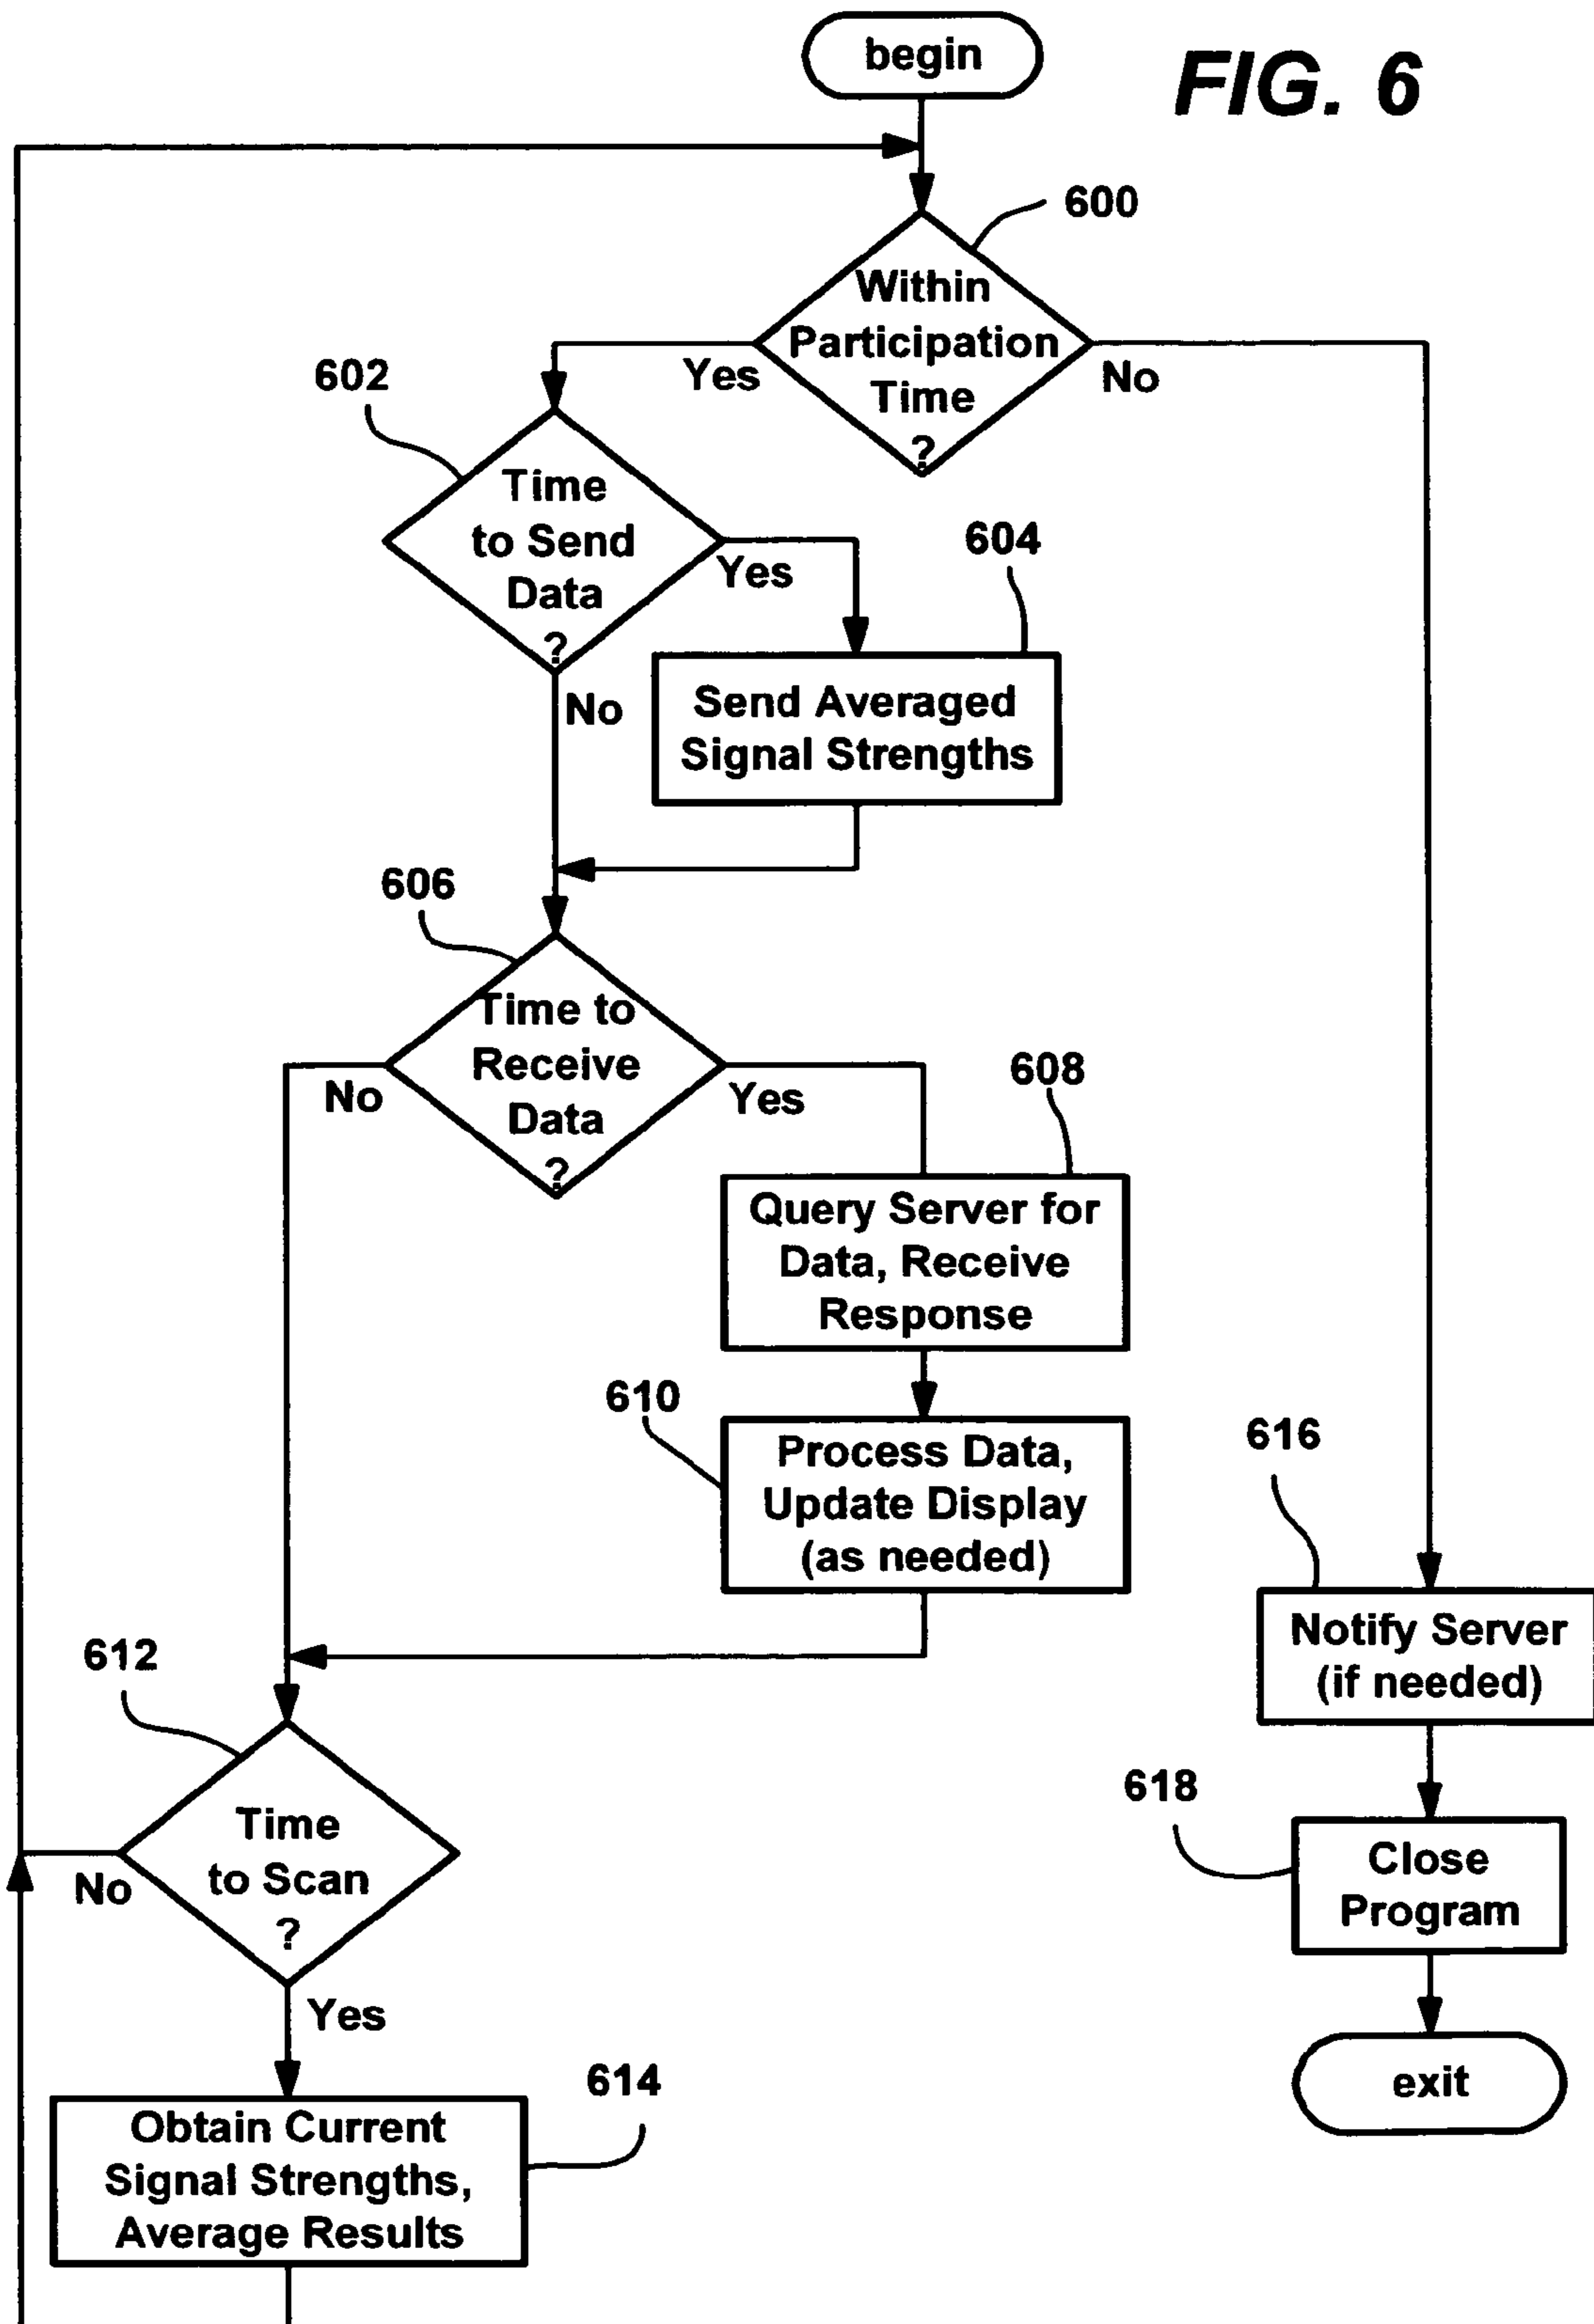 begin
FIG. 6
600
Within
Participation
Time
?
Yes
No
602
Time
to Send
Data
?
Yes
No
604
Send Averaged
Signal Strengths
606
Time to
Receive
Data
?
No
Yes
608
Query Server for
Data, Receive
Response
610
Process Data,
Update Display
(as needed)
612
Time
to Scan
?
No
Yes
614
Obtain Current
Signal Strengths,
Average Results
616
Notify Server
(if needed)
618
Close
Program
exit